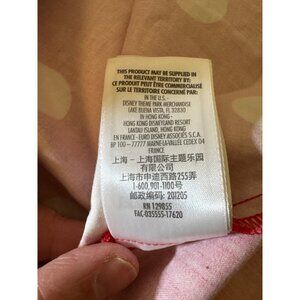 THIS PRODUCT MAY BE SUPPLIED IN
THE RELEVANT TERRITORY BY:
CE PRODUIT PEUT ÊTRE COMMERCIALISÉ
SUR LE TERRITOIRE CONCERNÉ PAR:
IN THE U.S.
DISNEY THEME PARK MERCHANDISE
LAKE BUENA VISTA, FL 32830
IN HONG KONG -
HONG KONG DISNEYLAND RESORT
LANTAU ISLAND, HONG KONG
EN FRANCE - EURO DISNEY ASSOCIÉS S.C.A.
BP 100 - 77777 MARNE-LA-VALLÉE CEDEX 04
FRANCE
上海 - 上海国际主题乐园
有限公司
上海市申迪西路255弄
1-600,901-1100号
邮政编码: 201205
RN 129855
FAC-035555-17620